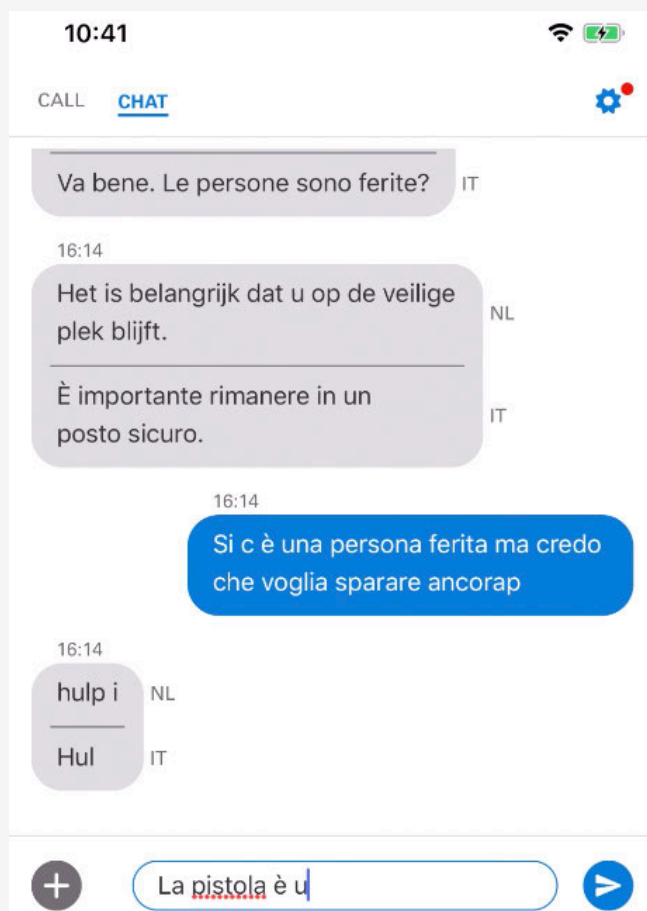 10:41
CALL CHAT
Va bene. Le persone sono ferite? IT
16:14
Het is belangrijk dat u op de veilige
plek blijft.
NL
È importante rimanere in un
posto sicuro.
IT
16:14
Si c è una persona ferita ma credo
che voglia sparare ancorap
16:14
hulp i NL
Hul IT
La pistola è u